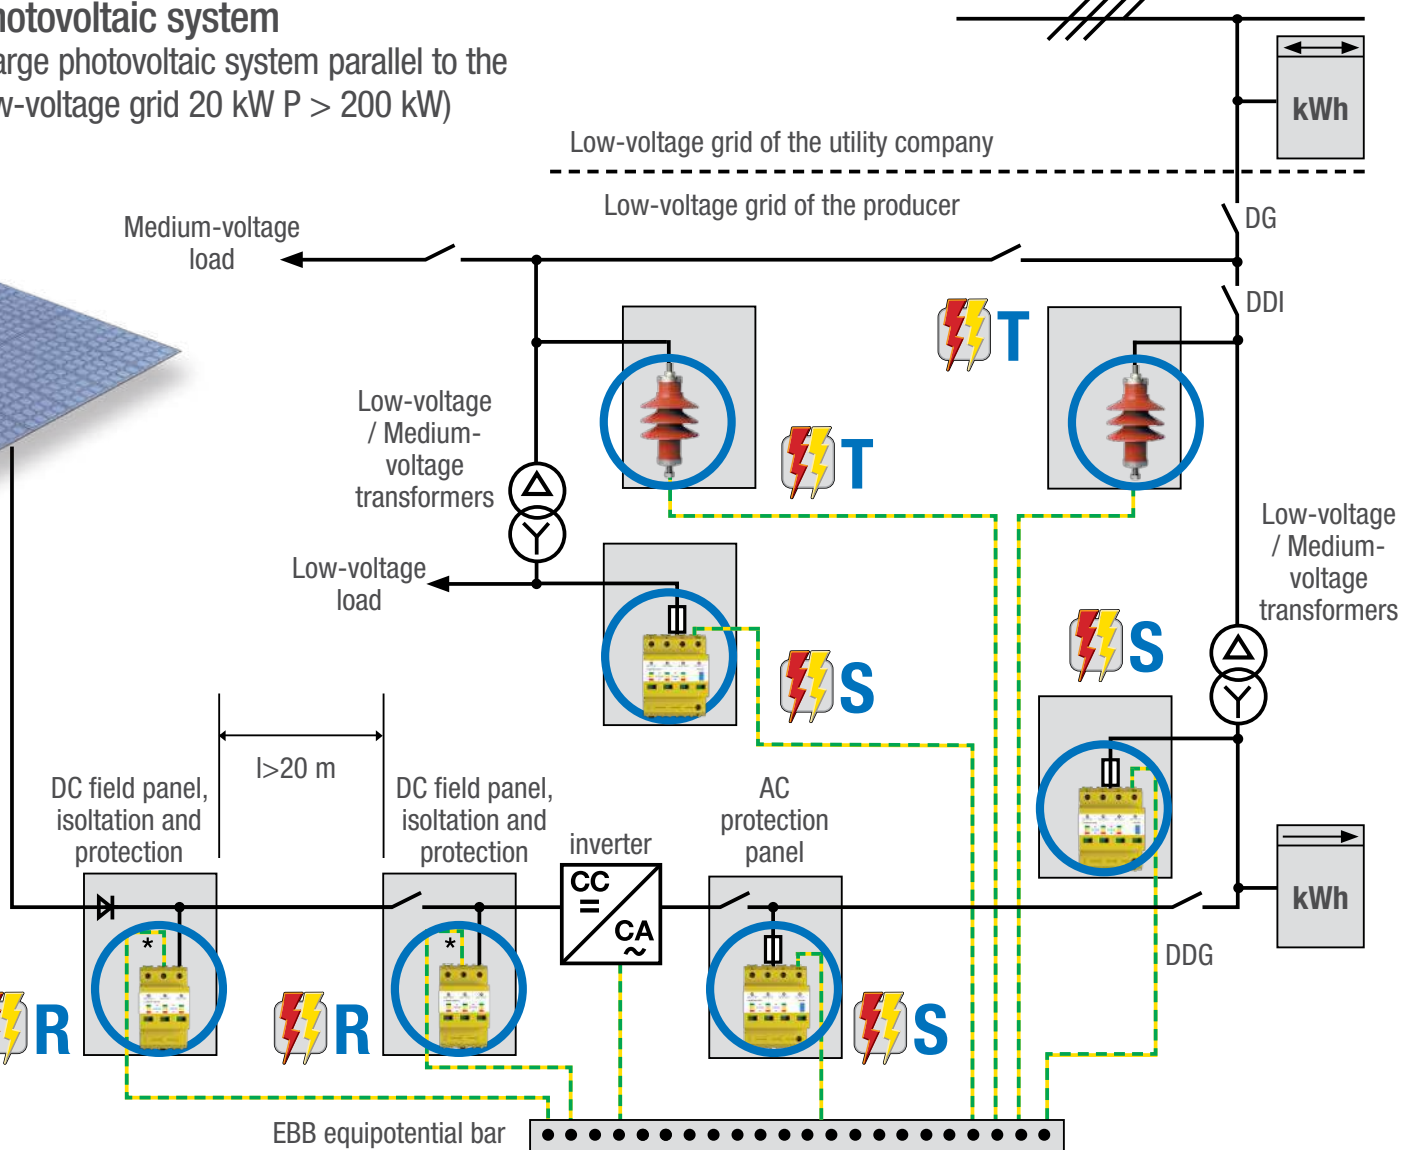 hotovoltaic system
arge photovoltaic system parallel to the
w-voltage grid 20 kW P > 200 kW)
kWh
Low-voltage grid of the utility company
Low-voltage grid of the producer
DG
Medium-voltage
load
DDI
T
Low-voltage
/ Medium-
voltage
transformers
T
Low-voltage
/ Medium-
voltage
transformers
Low-voltage
load
S
S
l>20 m
DC field panel,
isoltation and
protection
DC field panel,
isoltation and
protection
inverter
AC
protection
panel
CC
=
CA
~
kWh
*
*
DDG
R
R
S
EBB equipotential bar